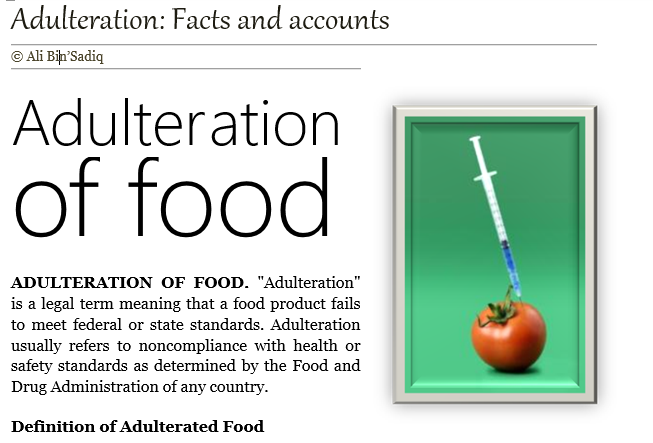 Adulteration: Facts and accounts
© Ali Bin’Sadiq
Adulteration
of food
ADULTERATION OF FOOD. "Adulteration"
is a legal term meaning that a food product fails
to meet federal or state standards. Adulteration
usually refers to noncompliance with health or
safety standards as determined by the Food and
Drug Administration of any country.
Definition of Adulterated Food